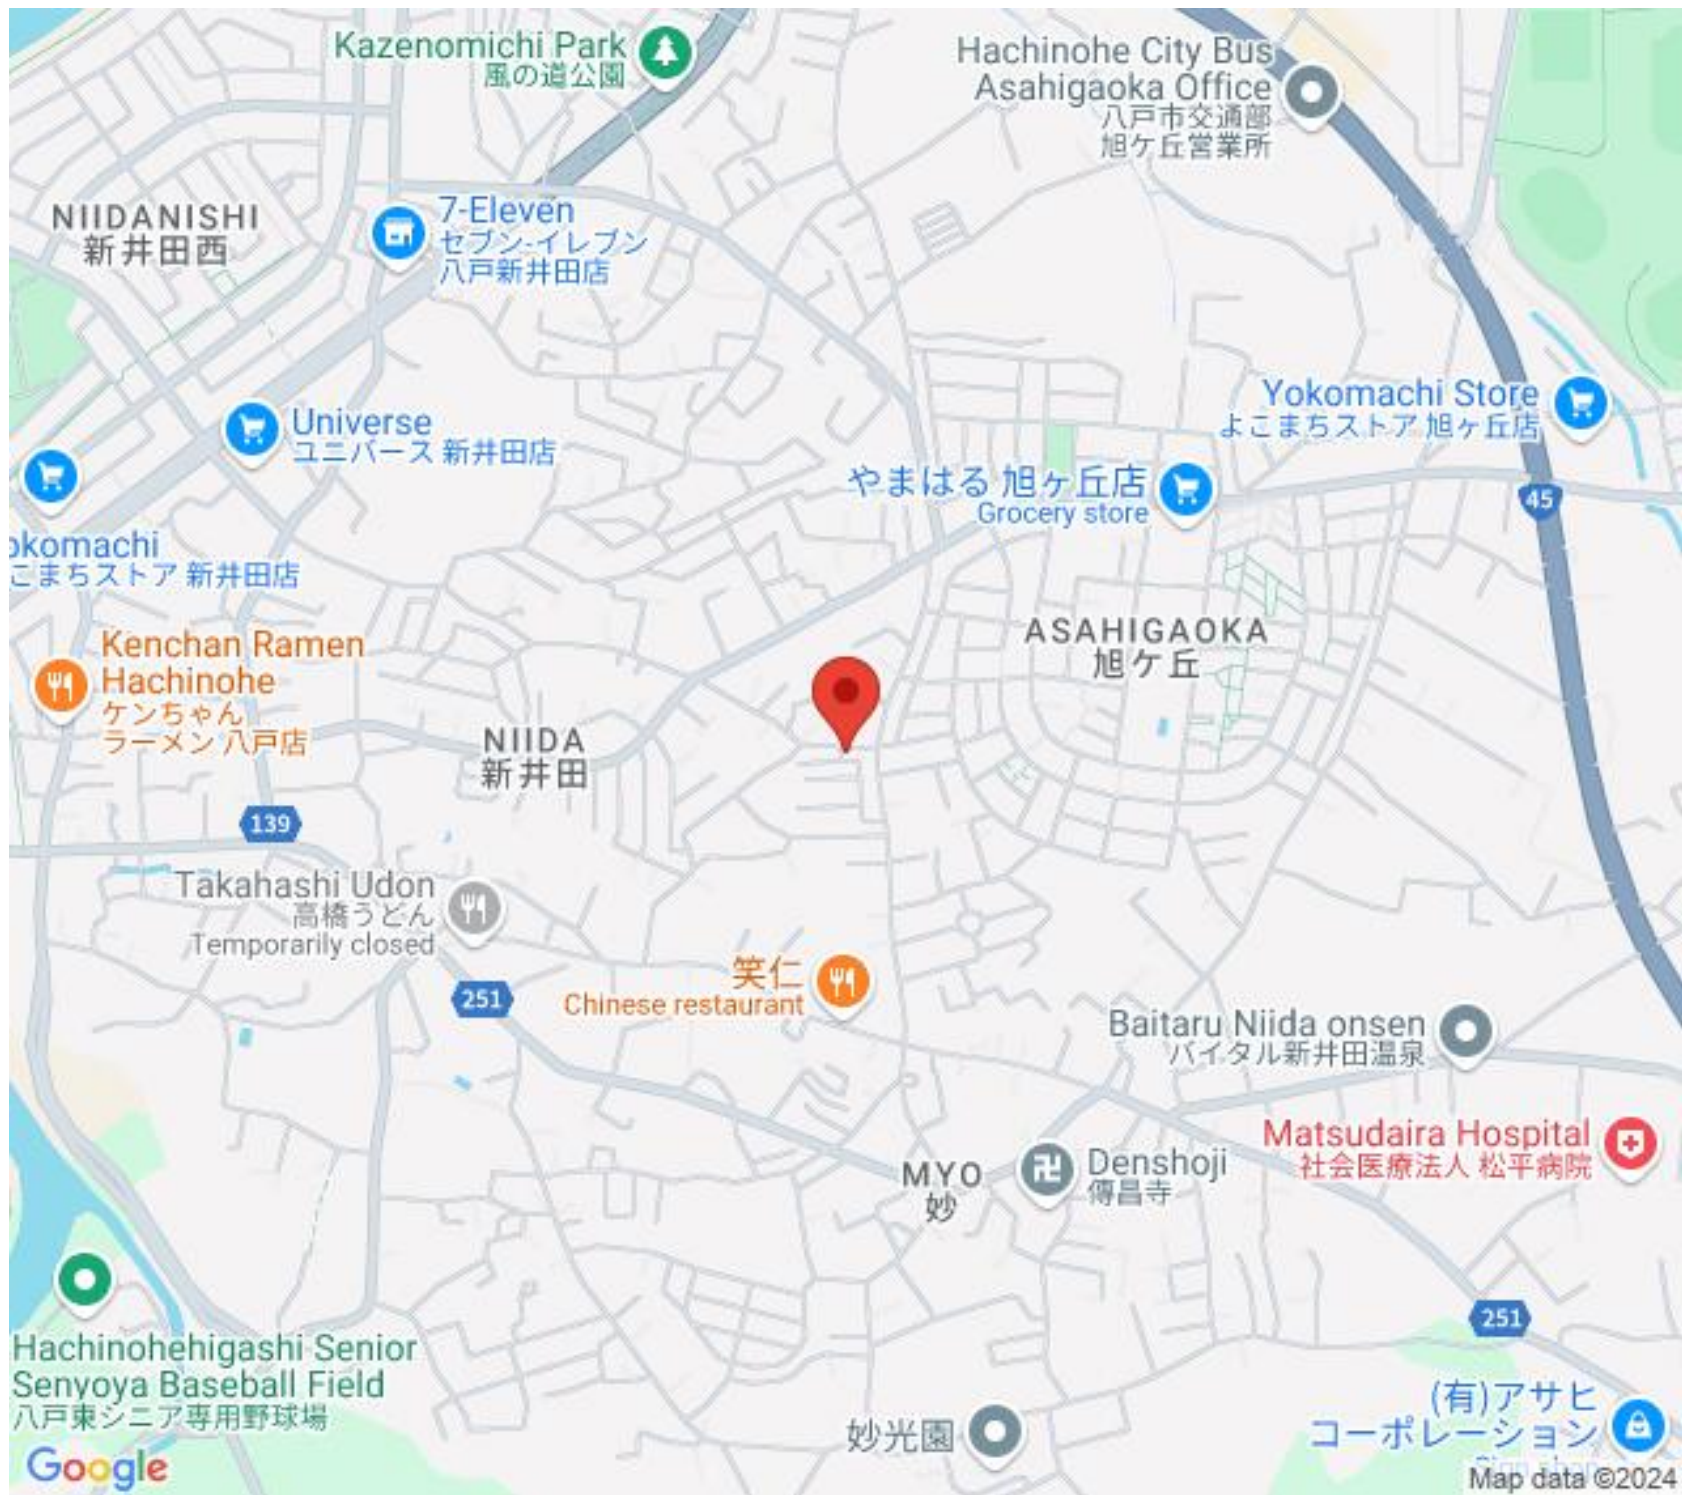 Kazenomichi Park
風の道公園
Hachinohe City Bus
Asahigaoka Office
八戸市交通部
旭ケ丘営業所
NIIDANISHI
新井田西
7-Eleven
セブン-イレブン
八戸新井田店
Universe
ユニバース 新井田店
Yokomachi Store
よこまちストア 旭ヶ丘店
やまはる 旭ヶ丘店
Grocery store
45
okomachi
こまちストア 新井田店
Kenchan Ramen
Hachinohe
ケンちゃん
ラーメン 八戸店
ASAHIGAOKA
旭ケ丘
NIIDA
新井田
139
Takahashi Udon
高橋うどん
Temporarily closed
251
笑仁
Chinese restaurant
Baitaru Niida onsen
バイタル新井田温泉
Matsudaira Hospital
社会医療法人 松平病院
MYO
妙
Denshoji
傳昌寺
251
Hachinohehigashi Senior
Senyoya Baseball Field
八戸東シニア専用野球場
妙光園
(有)アサヒ
コーポレーション
Google
Map data ©2024